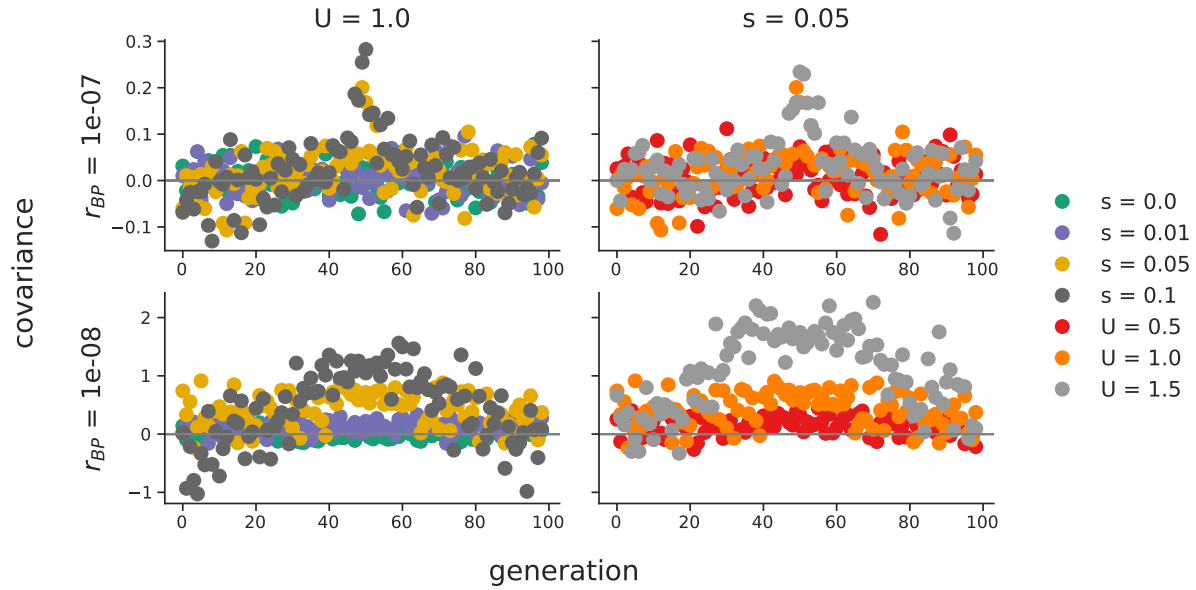 U = 1.0
s = 0.05
covariance
r_BP = 1e-07
0.3
0.2
0.1
0.0
−0.1
0 20 40 60 80 100
0 20 40 60 80 100
r_BP = 1e-08
2
1
0
−1
0 20 40 60 80 100
0 20 40 60 80 100
generation
s = 0.0
s = 0.01
s = 0.05
s = 0.1
U = 0.5
U = 1.0
U = 1.5